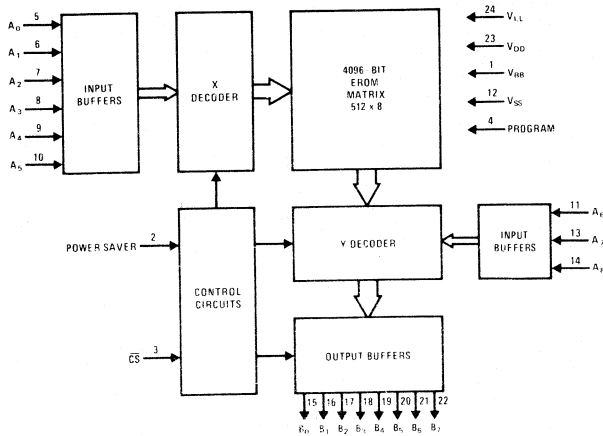 A0 5
A1 6
A2 7
A3 8
A4 9
A5 10
INPUT
BUFFERS
X
DECODER
4096 BIT
EROM
MATRIX
512 x 8
24 VLL
23 VDD
1 VBB
12 VSS
4 PROGRAM
POWER SAVER 2
CS 3
CONTROL
CIRCUITS
Y DECODER
INPUT
BUFFERS
11 A6
13 A7
14
OUTPUT BUFFERS
15 16 17 18 19 20 21 22
B0 B1 B2 B3 B4 B5 B6 B7